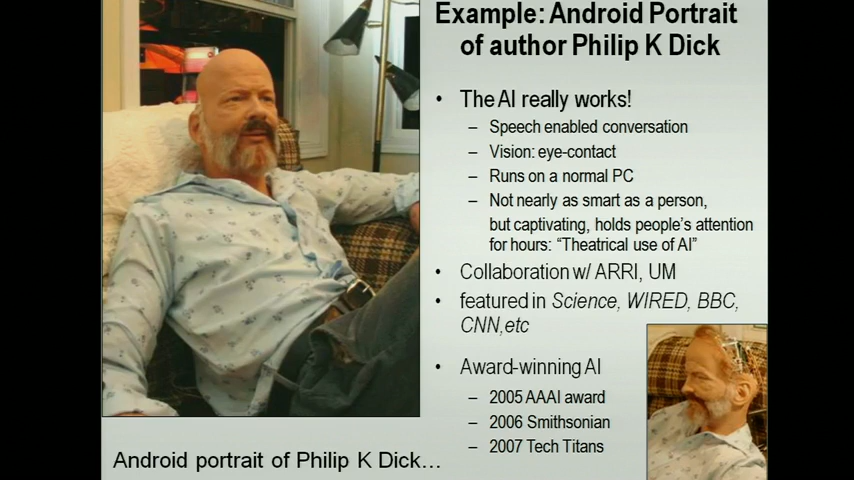 Example: Android Portrait
of author Philip K Dick
• The AI really works!
– Speech enabled conversation
– Vision: eye-contact
– Runs on a normal PC
– Not nearly as smart as a person,
but captivating, holds people's attention
for hours: "Theatrical use of AI"
• Collaboration w/ ARRI, UM
• featured in Science, WIRED, BBC,
CNN,etc
• Award-winning AI
– 2005 AAAI award
– 2006 Smithsonian
– 2007 Tech Titans
Android portrait of Philip K Dick…